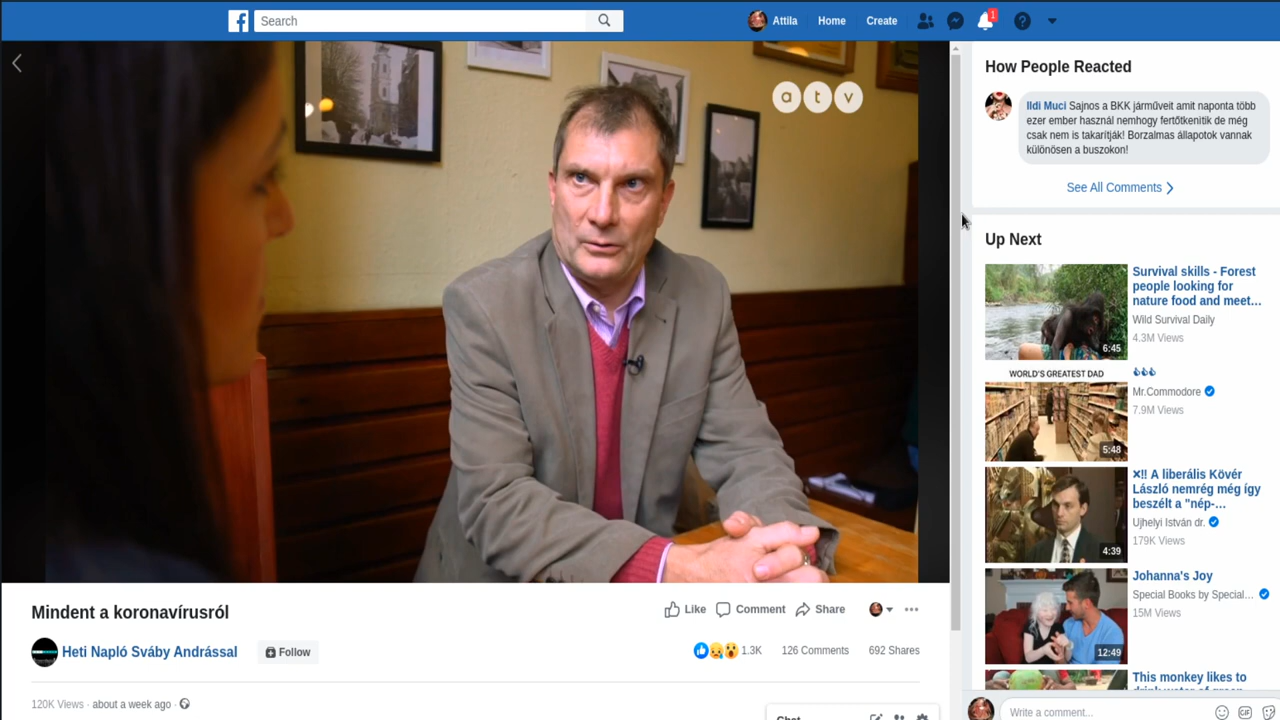 Search
Attila
Home
Create
1
a t v
How People Reacted
Ildi Muci Sajnos a BKK járműveit amit naponta több
ezer ember használ nemhogy fertőtkenitik de még
csak nem is takarítják! Borzalmas állapotok vannak
különösen a buszokon!
See All Comments
Up Next
Survival skills - Forest
people looking for
nature food and meet...
Wild Survival Daily
4.3M Views
6:45
WORLD'S GREATEST DAD
Mr.Commodore
7.9M Views
5:48
×!! A liberális Kövér
László nemrég még így
beszélt a "nép-...
Ujhelyi István dr.
179K Views
4:39
Johanna's Joy
Special Books by Special...
15M Views
12:49
This monkey likes to
Mindent a koronavírusról
Like
Comment
Share
Heti Napló Sváby Andrással
Follow
1.3K
126 Comments
692 Shares
120K Views · about a week ago ·
Chat
Write a comment...
GIF